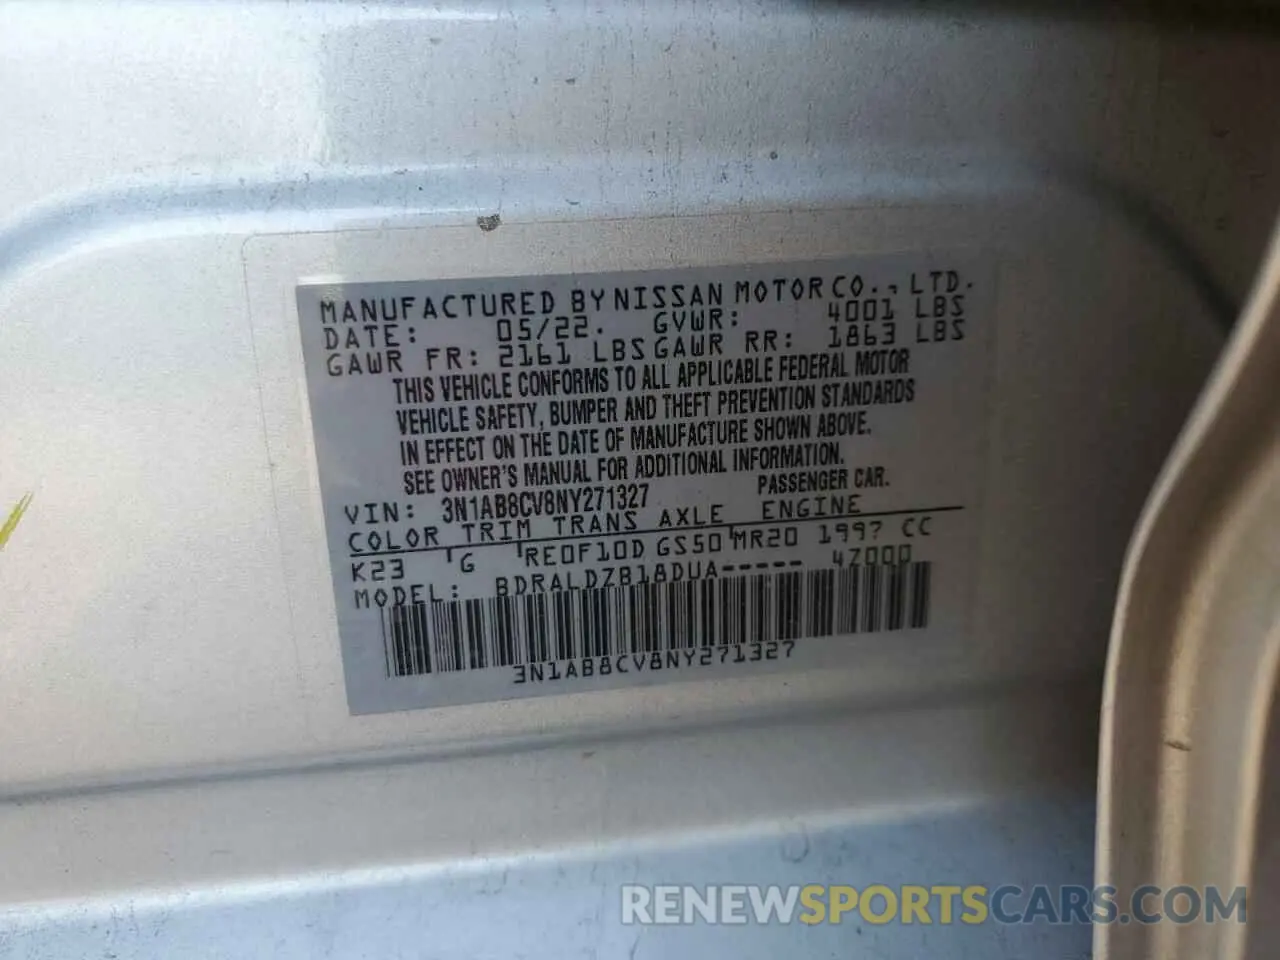 MANUFACTURED BY NISSAN MOTOR CO., LTD.
DATE: 05/22. GVWR: 4001 LBS
GAWR FR: 2161 LBS GAWR RR: 1863 LBS
THIS VEHICLE CONFORMS TO ALL APPLICABLE FEDERAL MOTOR
VEHICLE SAFETY, BUMPER AND THEFT PREVENTION STANDARDS
IN EFFECT ON THE DATE OF MANUFACTURE SHOWN ABOVE.
SEE OWNER'S MANUAL FOR ADDITIONAL INFORMATION.
VIN: 3N1AB8CV8NY271327 PASSENGER CAR.
COLOR TRIM TRANS AXLE ENGINE
K23 G RE0F10D GS50 MR20 1997 CC
MODEL: BDRALDZB18DUA----- 4Z000
3N1AB8CV8NY271327
RENEWSPORTSCARS.COM